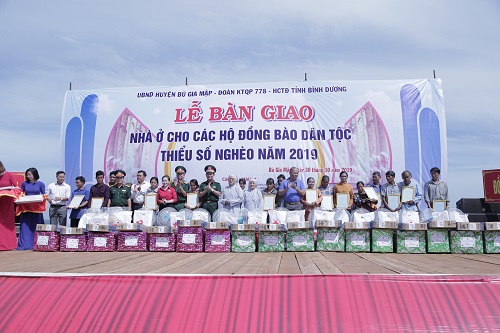 UBND HUYỆN BÙ GIA MẬP - ĐOÀN KTQP 778 - HCTĐ TỈNH BÌNH DƯƠNG
LỄ BÀN GIAO
NHÀ Ở CHO CÁC HỘ ĐỒNG BÀO DÂN TỘC
THIỂU SỐ NGHÈO NĂM 2019